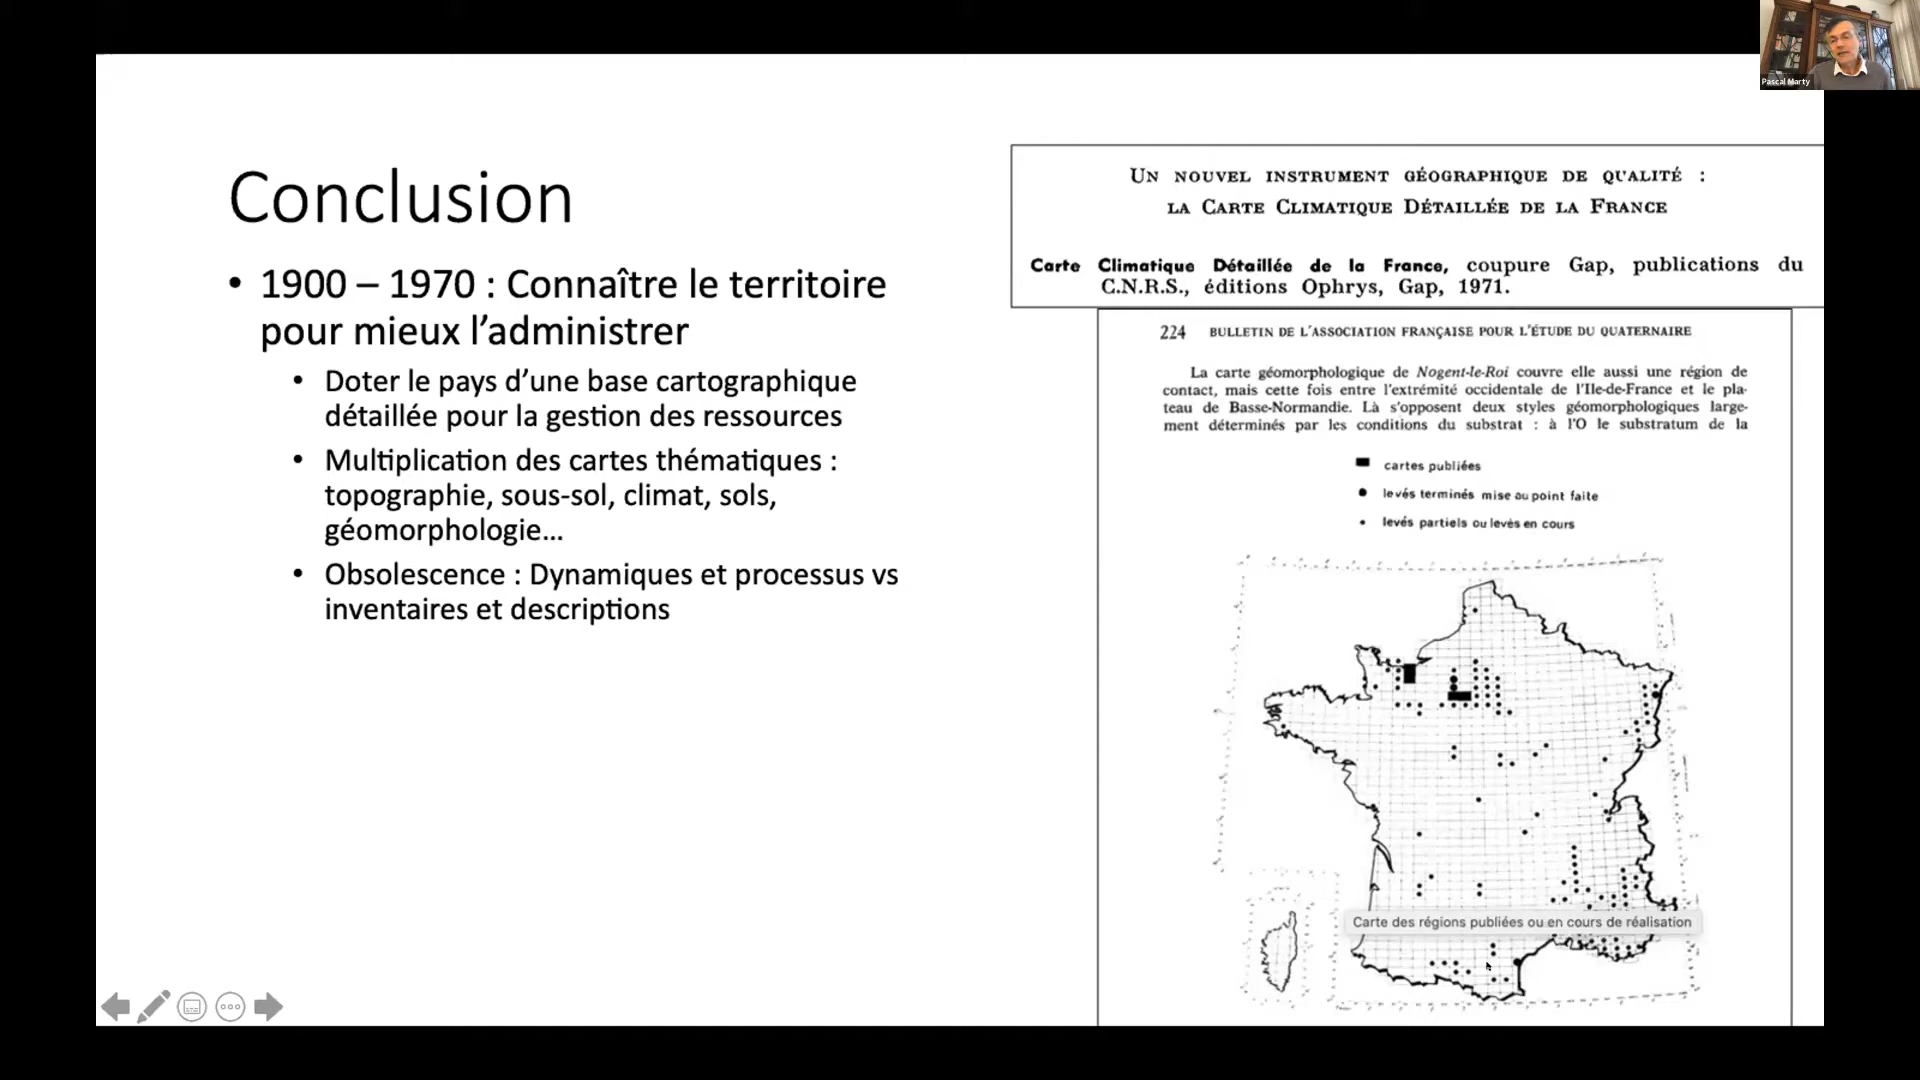 Pascal Marty
Conclusion
• 1900 – 1970 : Connaître le territoire
pour mieux l’administrer
• Doter le pays d’une base cartographique
détaillée pour la gestion des ressources
• Multiplication des cartes thématiques :
topographie, sous-sol, climat, sols,
géomorphologie…
• Obsolescence : Dynamiques et processus vs
inventaires et descriptions
UN NOUVEL INSTRUMENT GÉOGRAPHIQUE DE QUALITÉ :
LA CARTE CLIMATIQUE DÉTAILLÉE DE LA FRANCE
Carte Climatique Détaillée de la France, coupure Gap, publications du
C.N.R.S., éditions Ophrys, Gap, 1971.
224 BULLETIN DE L'ASSOCIATION FRANÇAISE POUR L'ÉTUDE DU QUATERNAIRE
La carte géomorphologique de Nogent-le-Roi couvre elle aussi une région de
contact, mais cette fois entre l'extrémité occidentale de l'Ile-de-France et le pla-
teau de Basse-Normandie. Là s'opposent deux styles géomorphologiques large-
ment déterminés par les conditions du substrat : à l'O le substratum de la
cartes publiées
levés terminés mise au point faite
levés partiels ou levés en cours
Carte des régions publiées ou en cours de réalisation